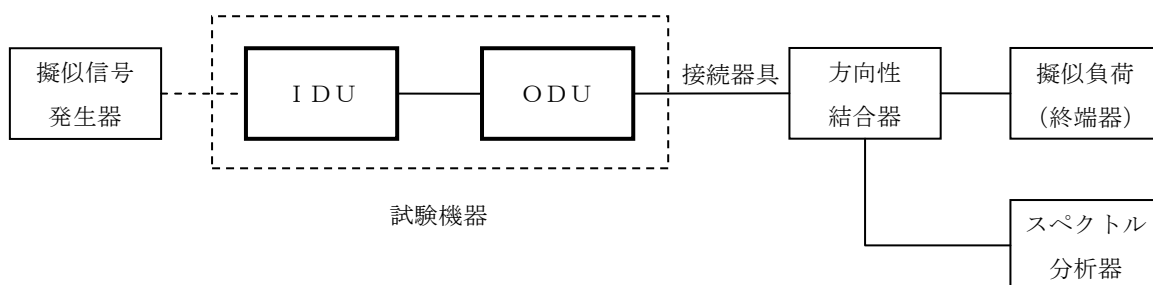 擬似信号
発生器
ＩＤＵ
ＯＤＵ
接続器具
方向性
結合器
擬似負荷
（終端器）
試験機器
スペクトル
分析器